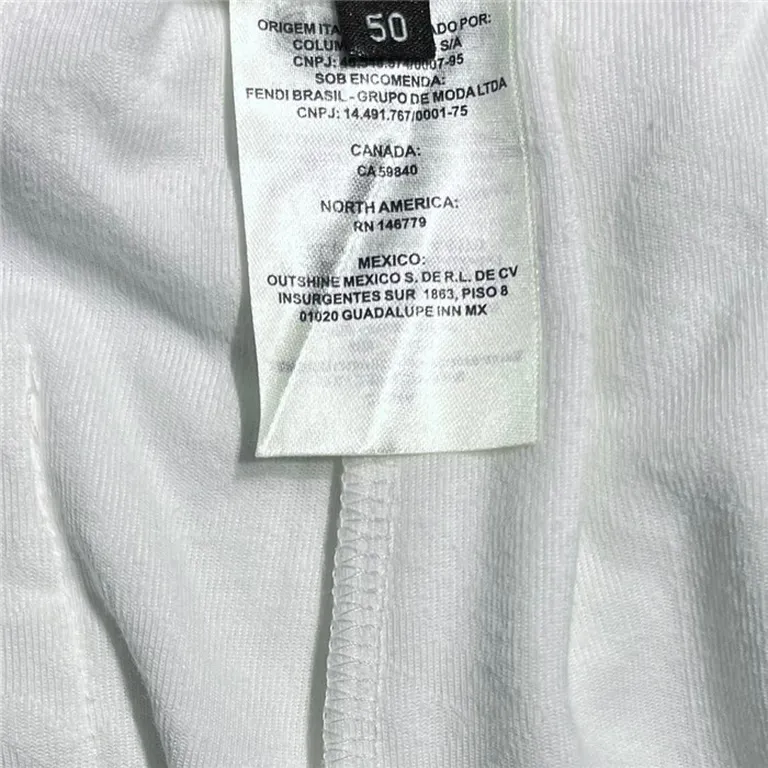 50
ORIGEM ITA ADO POR:
COLUM S/A
CNPJ: /0007-95
SOB ENCOMENDA:
FENDI BRASIL - GRUPO DE MODA LTDA
CNPJ: 14.491.767/0001-75
CANADA:
CA 59840
NORTH AMERICA:
RN 146779
MEXICO:
OUTSHINE MEXICO S. DE R.L. DE CV
INSURGENTES SUR 1863, PISO 8
01020 GUADALUPE INN MX